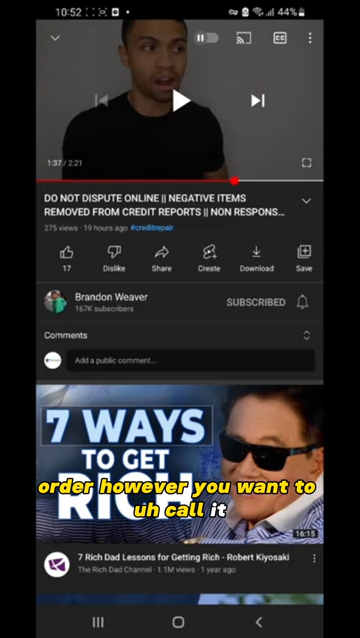 10:52
44%
CC
1:37 / 2:21
DO NOT DISPUTE ONLINE || NEGATIVE ITEMS
REMOVED FROM CREDIT REPORTS || NON RESPONS...
275 views · 19 hours ago #creditrepair
17
Dislike
Share
Create
Download
Save
Brandon Weaver
167K subscribers
SUBSCRIBED
Comments
Add a public comment...
7 WAYS
TO GET
RICH
order however you want to
uh call it
16:15
7 Rich Dad Lessons for Getting Rich - Robert Kiyosaki
The Rich Dad Channel · 1.1M views · 1 year ago